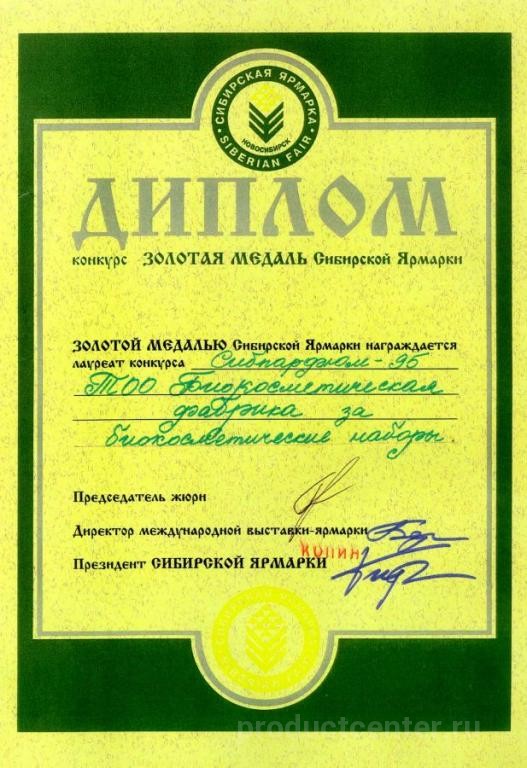 СИБИРСКАЯ ЯРМАРКА
НОВОСИБИРСК
SIBERIAN FAIR
ДИПЛОМ
КОНКУРС ЗОЛОТАЯ МЕДАЛЬ Сибирской Ярмарки
ЗОЛОТОЙ МЕДАЛЬЮ Сибирской Ярмарки награждается
лауреат конкурса Сибпарфюм-95
ТОО Биокосметическая
фабрика за
биокосметические наборы.
Председатель жюри
Директор международной выставки-ярмарки
КОПИЯ
Президент СИБИРСКОЙ ЯРМАРКИ
productcenter.ru